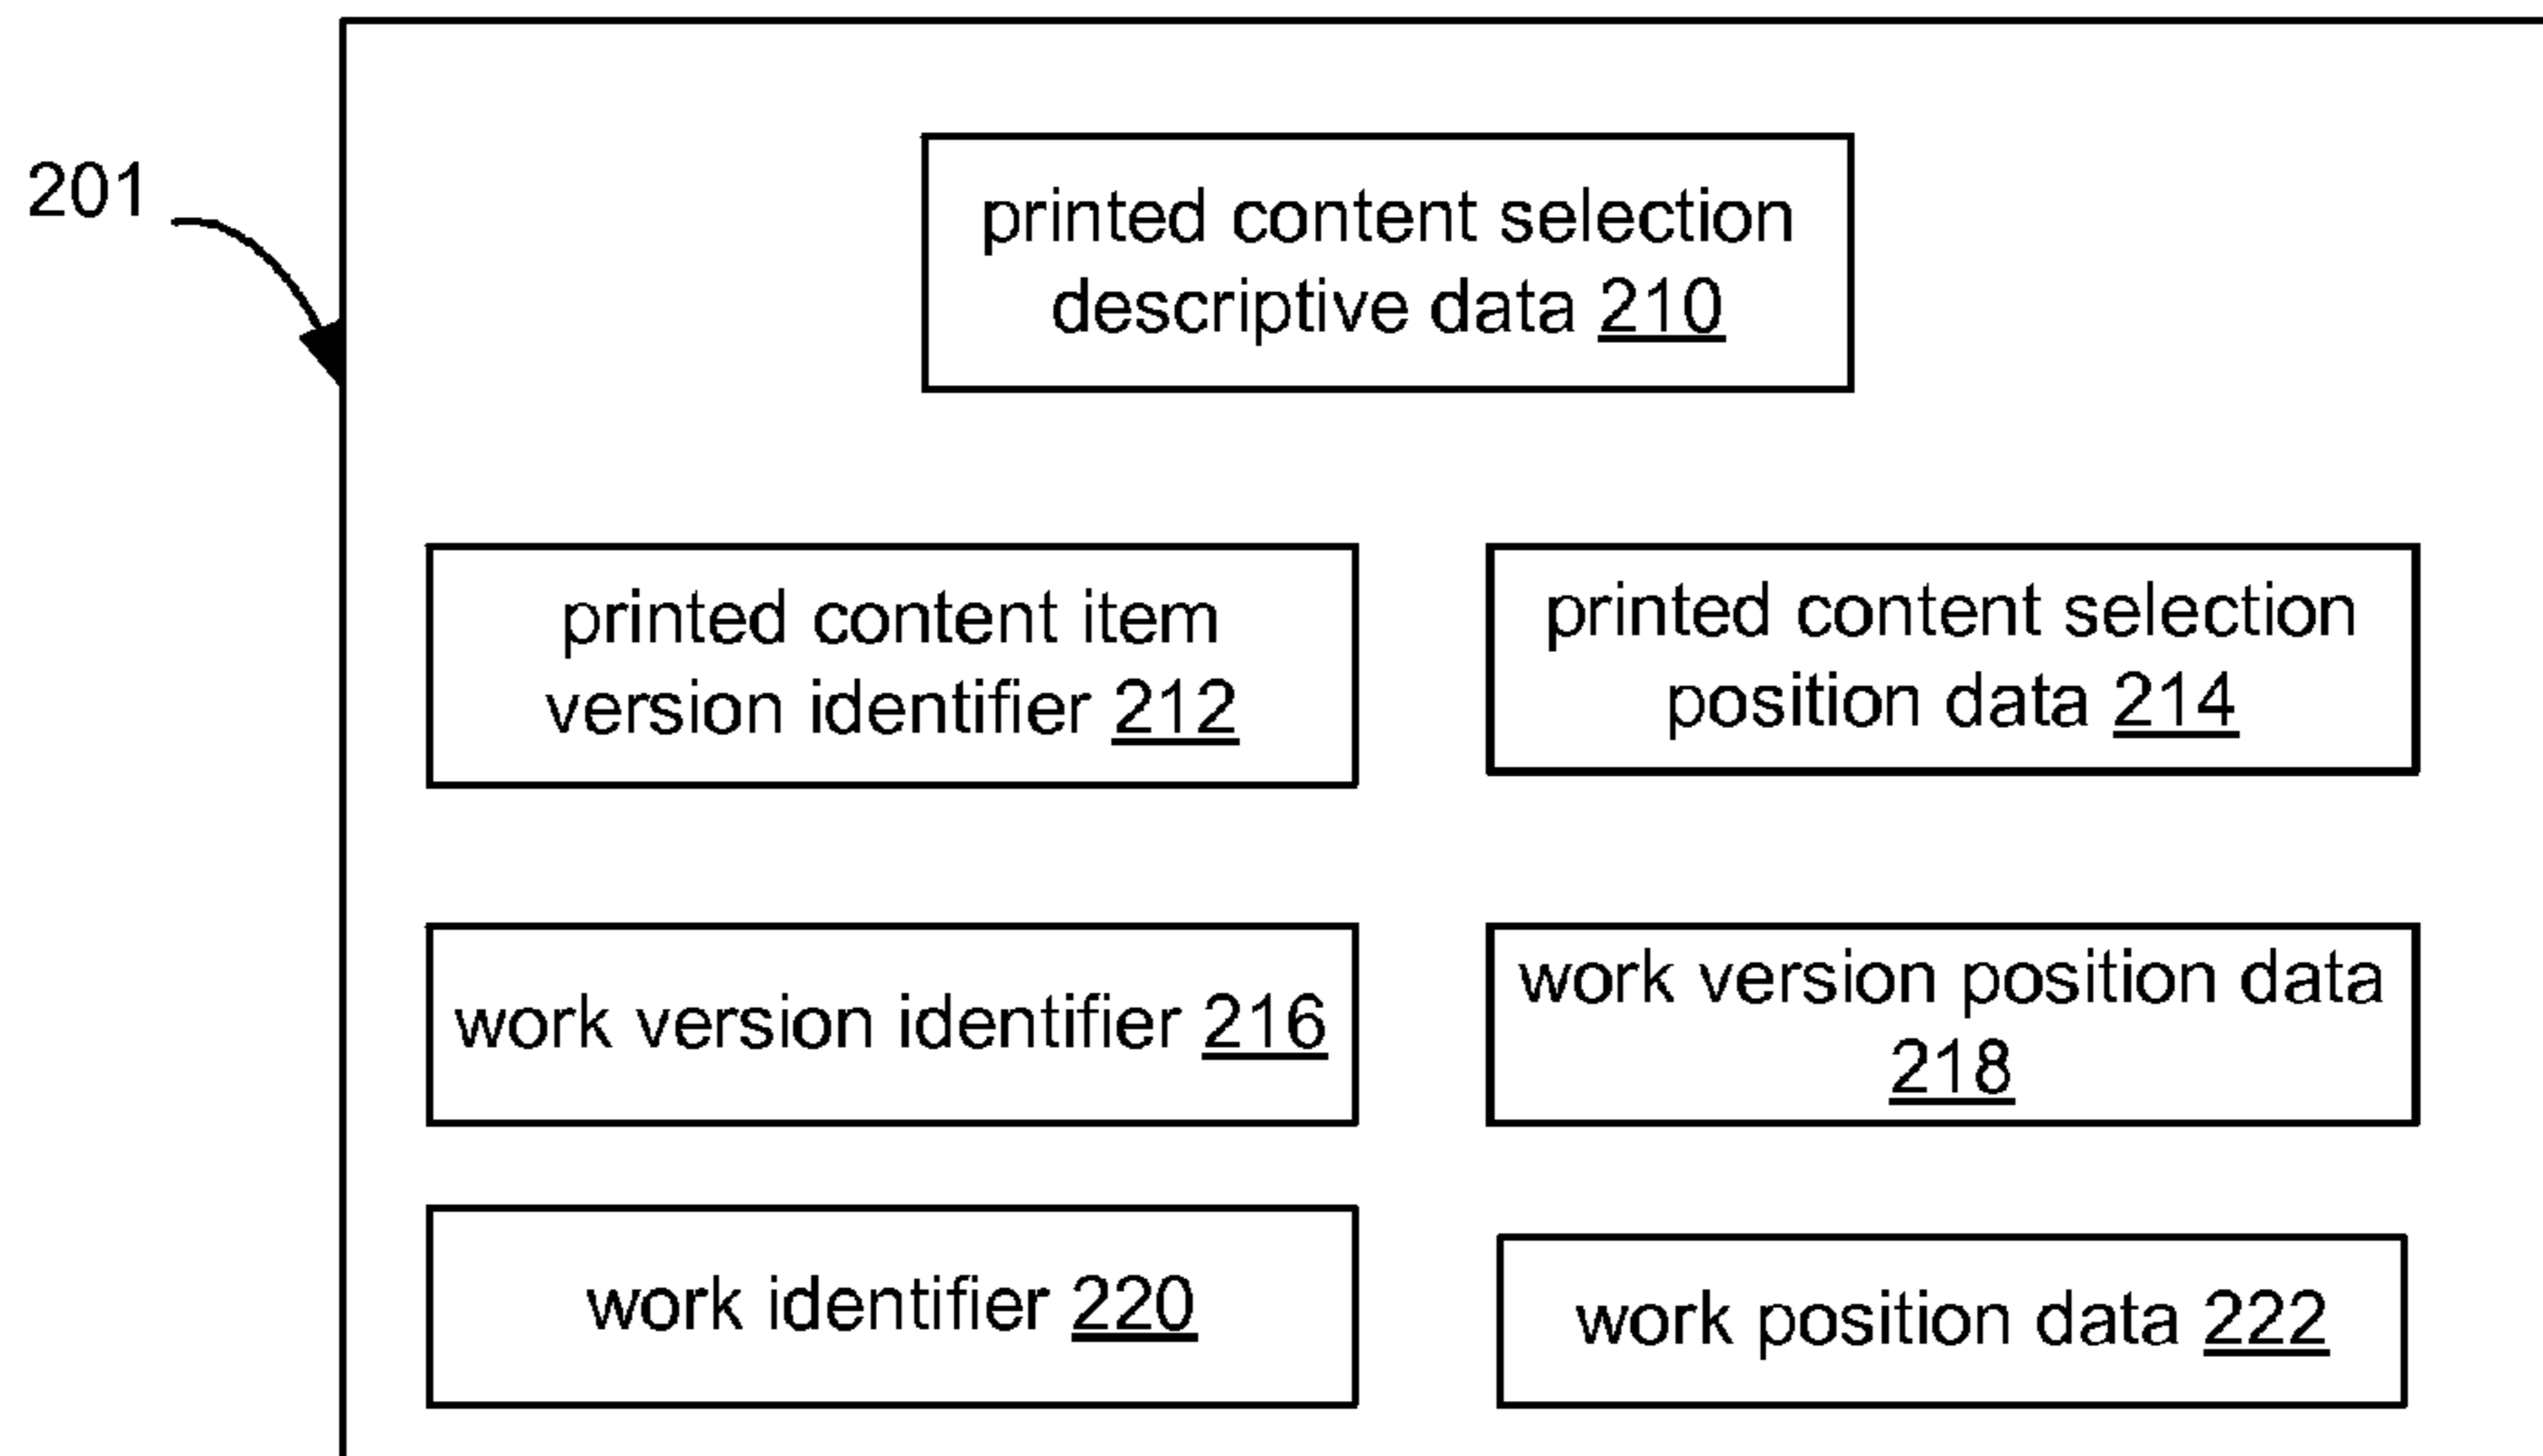 201
printed content selection
descriptive data 210
printed content item
version identifier 212
printed content selection
position data 214
work version identifier 216
work version position data
218
work identifier 220
work position data 222